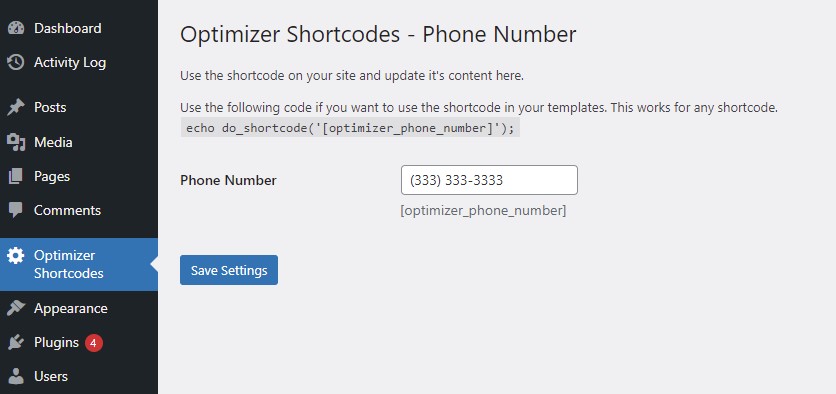 Dashboard
Activity Log
Posts
Media
Pages
Comments
Optimizer
Shortcodes
Appearance
Plugins 4
Users
Optimizer Shortcodes - Phone Number
Use the shortcode on your site and update it's content here.
Use the following code if you want to use the shortcode in your templates. This works for any shortcode.
echo do_shortcode('[optimizer_phone_number]');
Phone Number (333) 333-3333
[optimizer_phone_number]
Save Settings